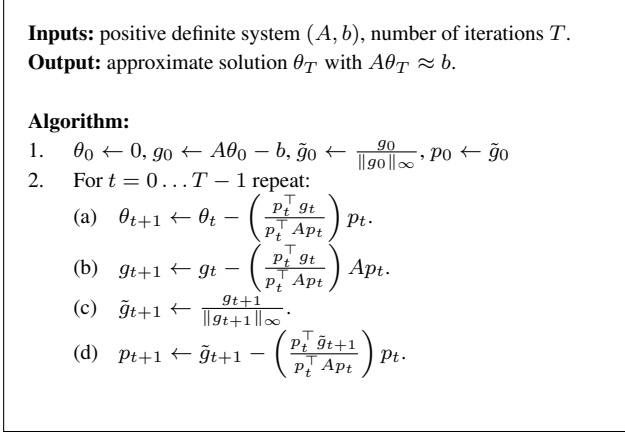 Inputs: positive definite system (A, b), number of iterations T.
Output: approximate solution θ_T with Aθ_T ≈ b.
Algorithm:
1. θ_0 ← 0, g_0 ← Aθ_0 − b, g̃_0 ← g_0 / ‖g_0‖_∞, p_0 ← g̃_0
2. For t = 0 … T − 1 repeat:
(a) θ_{t+1} ← θ_t − (p_t^⊤ g_t / p_t^⊤ A p_t) p_t.
(b) g_{t+1} ← g_t − (p_t^⊤ g_t / p_t^⊤ A p_t) A p_t.
(c) g̃_{t+1} ← g_{t+1} / ‖g_{t+1}‖_∞.
(d) p_{t+1} ← g̃_{t+1} − (p_t^⊤ g̃_{t+1} / p_t^⊤ A p_t) p_t.